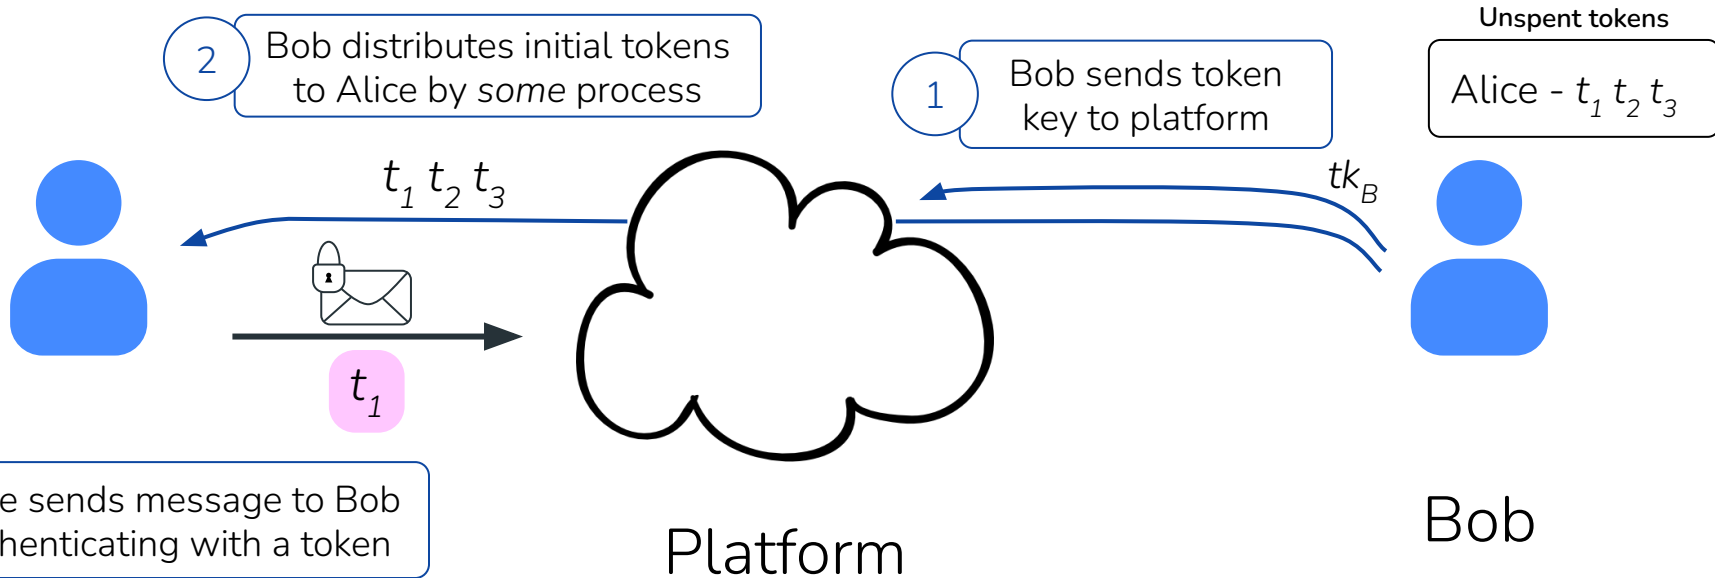 Unspent tokens
2
Bob distributes initial tokens
to Alice by some process
1
Bob sends token
key to platform
Alice - t1 t2 t3
t1 t2 t3
tkB
t1
sends message to Bob
with a token
Platform
Bob